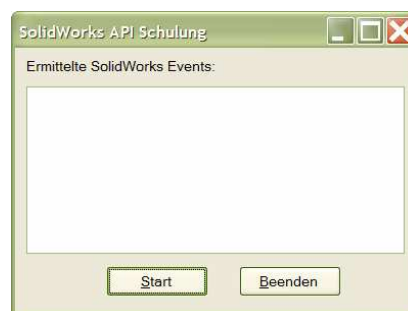 SolidWorks API Schulung
Ermittelte SolidWorks Events:
Start
Beenden